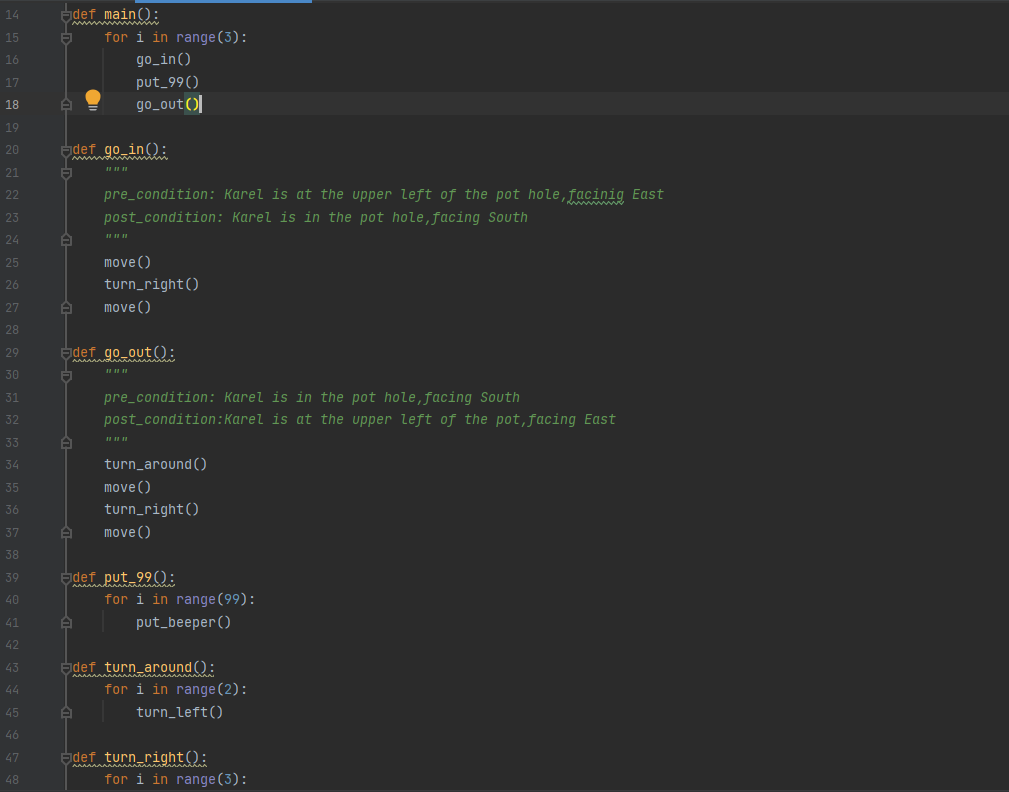 14 def main():
15     for i in range(3):
16         go_in()
17         put_99()
18         go_out()
19
20 def go_in():
21     """
22     pre_condition: Karel is at the upper left of the pot hole,facinig East
23     post_condition: Karel is in the pot hole,facing South
24     """
25     move()
26     turn_right()
27     move()
28
29 def go_out():
30     """
31     pre_condition: Karel is in the pot hole,facing South
32     post_condition:Karel is at the upper left of the pot,facing East
33     """
34     turn_around()
35     move()
36     turn_right()
37     move()
38
39 def put_99():
40     for i in range(99):
41         put_beeper()
42
43 def turn_around():
44     for i in range(2):
45         turn_left()
46
47 def turn_right():
48     for i in range(3):